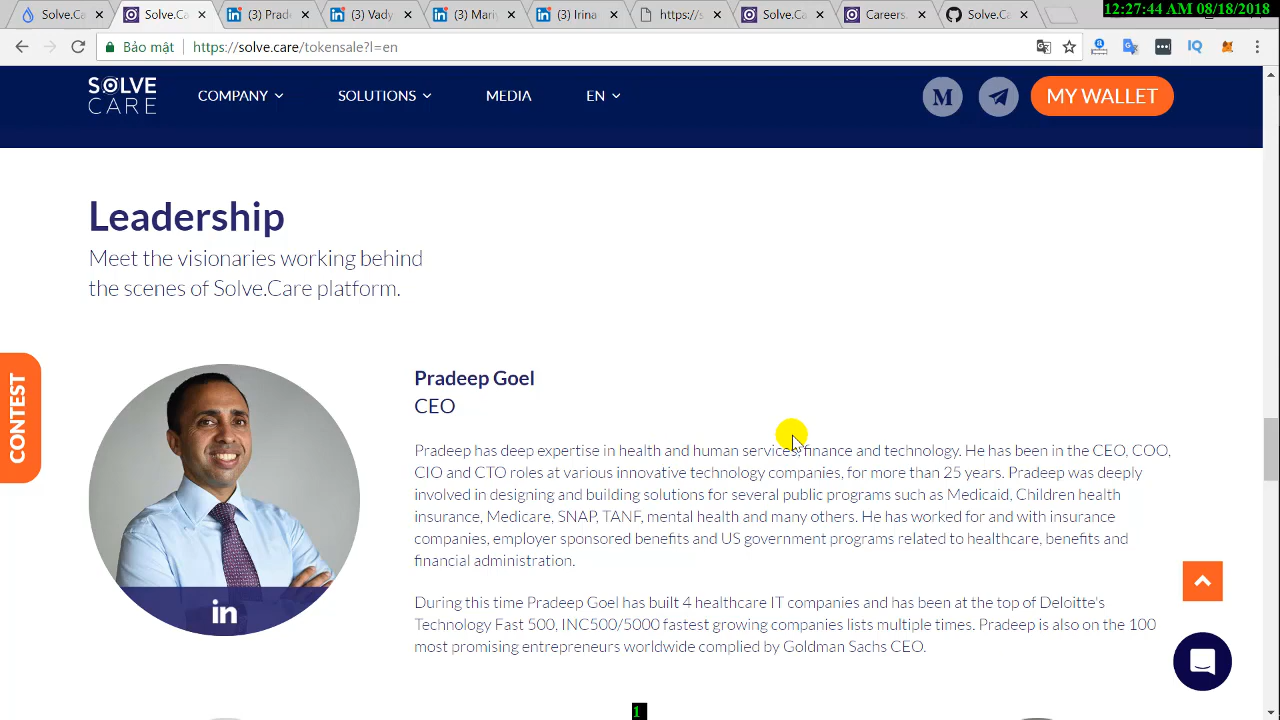 12:27:44 AM 08/18/2018
Solve.Ca
Solve.Ca
(3) Prad
(3) Vady
(3) Mari
(3) Irina
https://s
Solve.Ca
Careers.
Solve.Ca
Bảo mật
https://solve.care/tokensale?l=en
IQ
SOLVE
CARE
COMPANY
SOLUTIONS
MEDIA
EN
M
MY WALLET
Leadership
Meet the visionaries working behind
the scenes of Solve.Care platform.
CONTEST
in
Pradeep Goel
CEO
Pradeep has deep expertise in health and human services, finance and technology. He has been in the CEO, COO,
CIO and CTO roles at various innovative technology companies, for more than 25 years. Pradeep was deeply
involved in designing and building solutions for several public programs such as Medicaid, Children health
insurance, Medicare, SNAP, TANF, mental health and many others. He has worked for and with insurance
companies, employer sponsored benefits and US government programs related to healthcare, benefits and
financial administration.
During this time Pradeep Goel has built 4 healthcare IT companies and has been at the top of Deloitte's
Technology Fast 500, INC500/5000 fastest growing companies lists multiple times. Pradeep is also on the 100
most promising entrepreneurs worldwide complied by Goldman Sachs CEO.
1